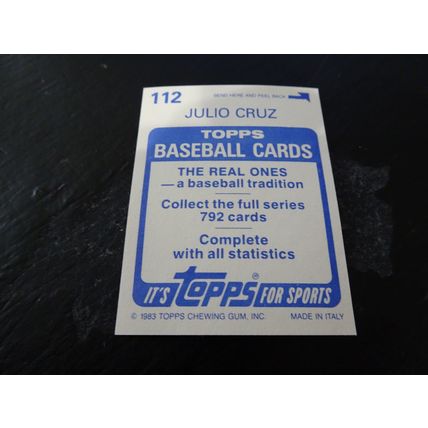 112 BEND HERE AND PEEL BACK
JULIO CRUZ
TOPPS
BASEBALL CARDS
THE REAL ONES
— a baseball tradition
Collect the full series
792 cards
Complete
with all statistics
IT'S Topps® FOR SPORTS
© 1983 TOPPS CHEWING GUM, INC. MADE IN ITALY